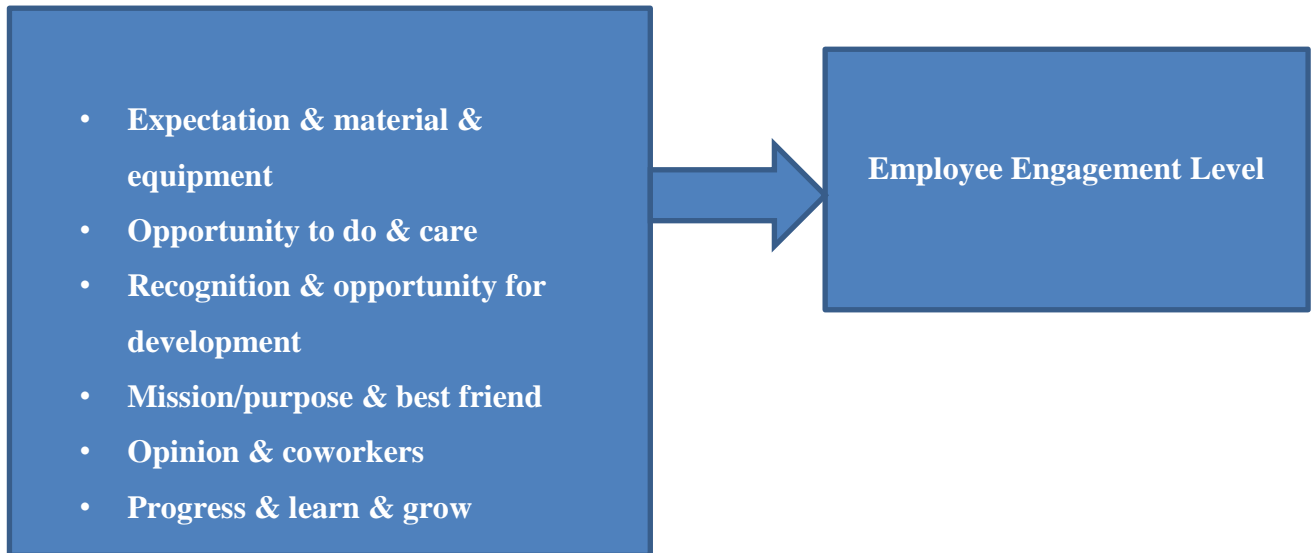 • Expectation & material &
equipment
• Opportunity to do & care
• Recognition & opportunity for
development
• Mission/purpose & best friend
• Opinion & coworkers
• Progress & learn & grow
Employee Engagement Level